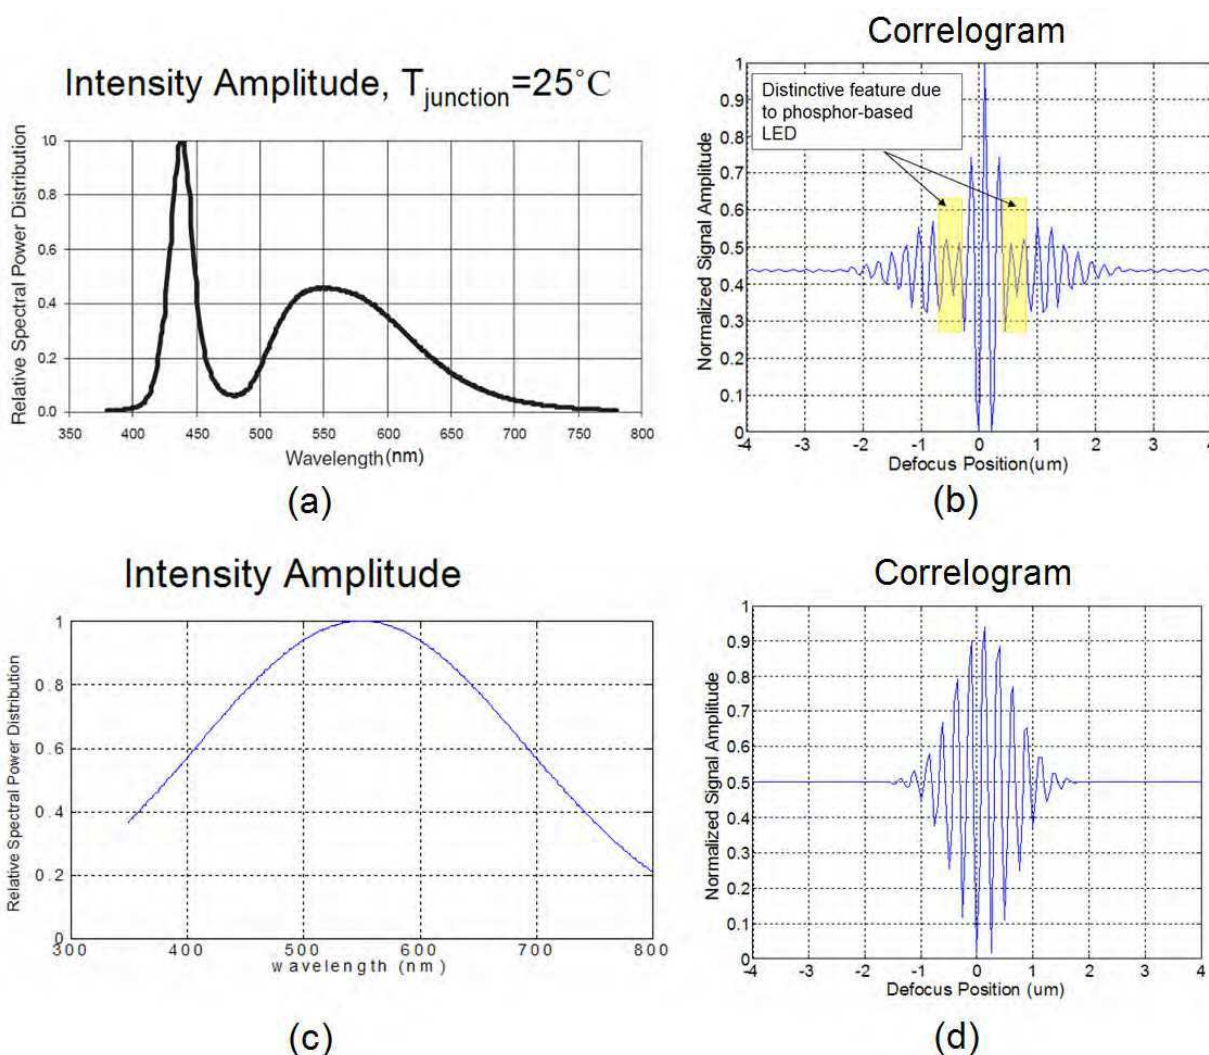 Intensity Amplitude, Tjunction=25°C
Relative Spectral Power Distribution
1.0
0.8
0.6
0.4
0.2
0.0
350 400 450 500 550 600 650 700 750 800
Wavelength(nm)
(a)
Correlogram
Distinctive feature due
to phosphor-based
LED
Normalized Signal Amplitude
1
0.9
0.8
0.7
0.6
0.5
0.4
0.3
0.2
0.1
0
-4 -3 -2 -1 0 1 2 3
Defocus Position(um)
(b)
Intensity Amplitude
Relative Spectral Power Distribution
1
0.8
0.6
0.4
0.2
0
300 400 500 600 700 800
wavelength (nm)
(c)
Correlogram
Normalized Signal Amplitude
1
0.9
0.8
0.7
0.6
0.5
0.4
0.3
0.2
0.1
0
-4 -3 -2 -1 0 1 2 3 4
Defocus Position (um)
(d)